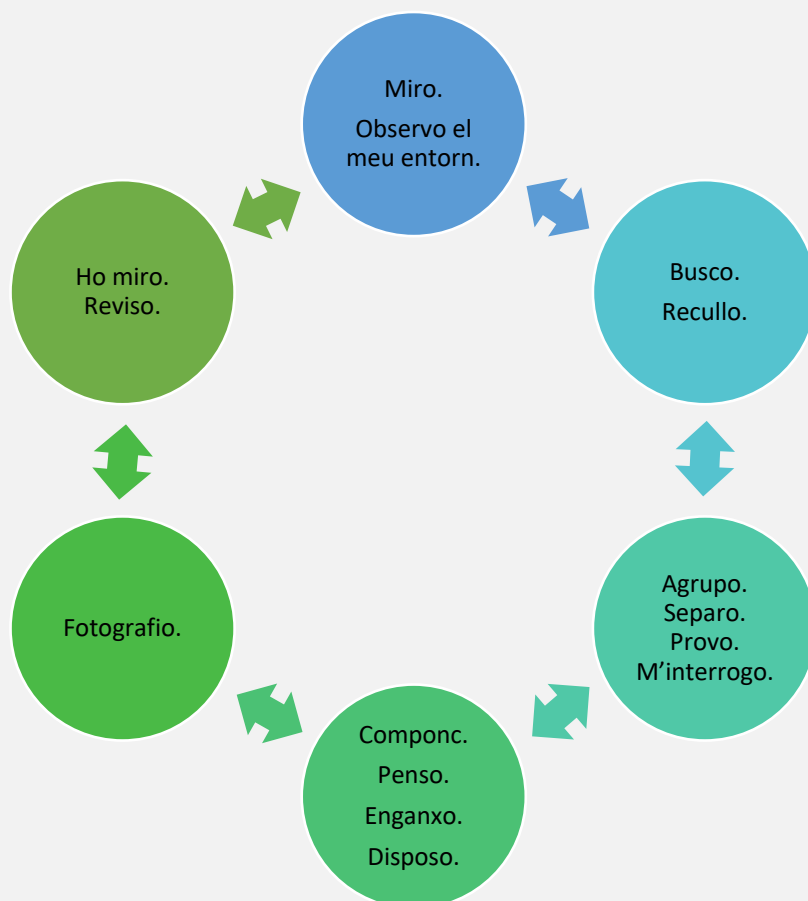 Miro.
Observo el
meu entorn.
Busco.
Recullo.
Agrupo.
Separo.
Provo.
M’interrogo.
Componc.
Penso.
Enganxo.
Disposo.
Fotografio.
Ho miro.
Reviso.